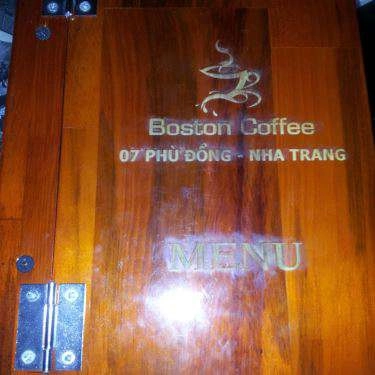 Boston Coffee
07 PHÙ ĐỔNG - NHA TRANG
MENU